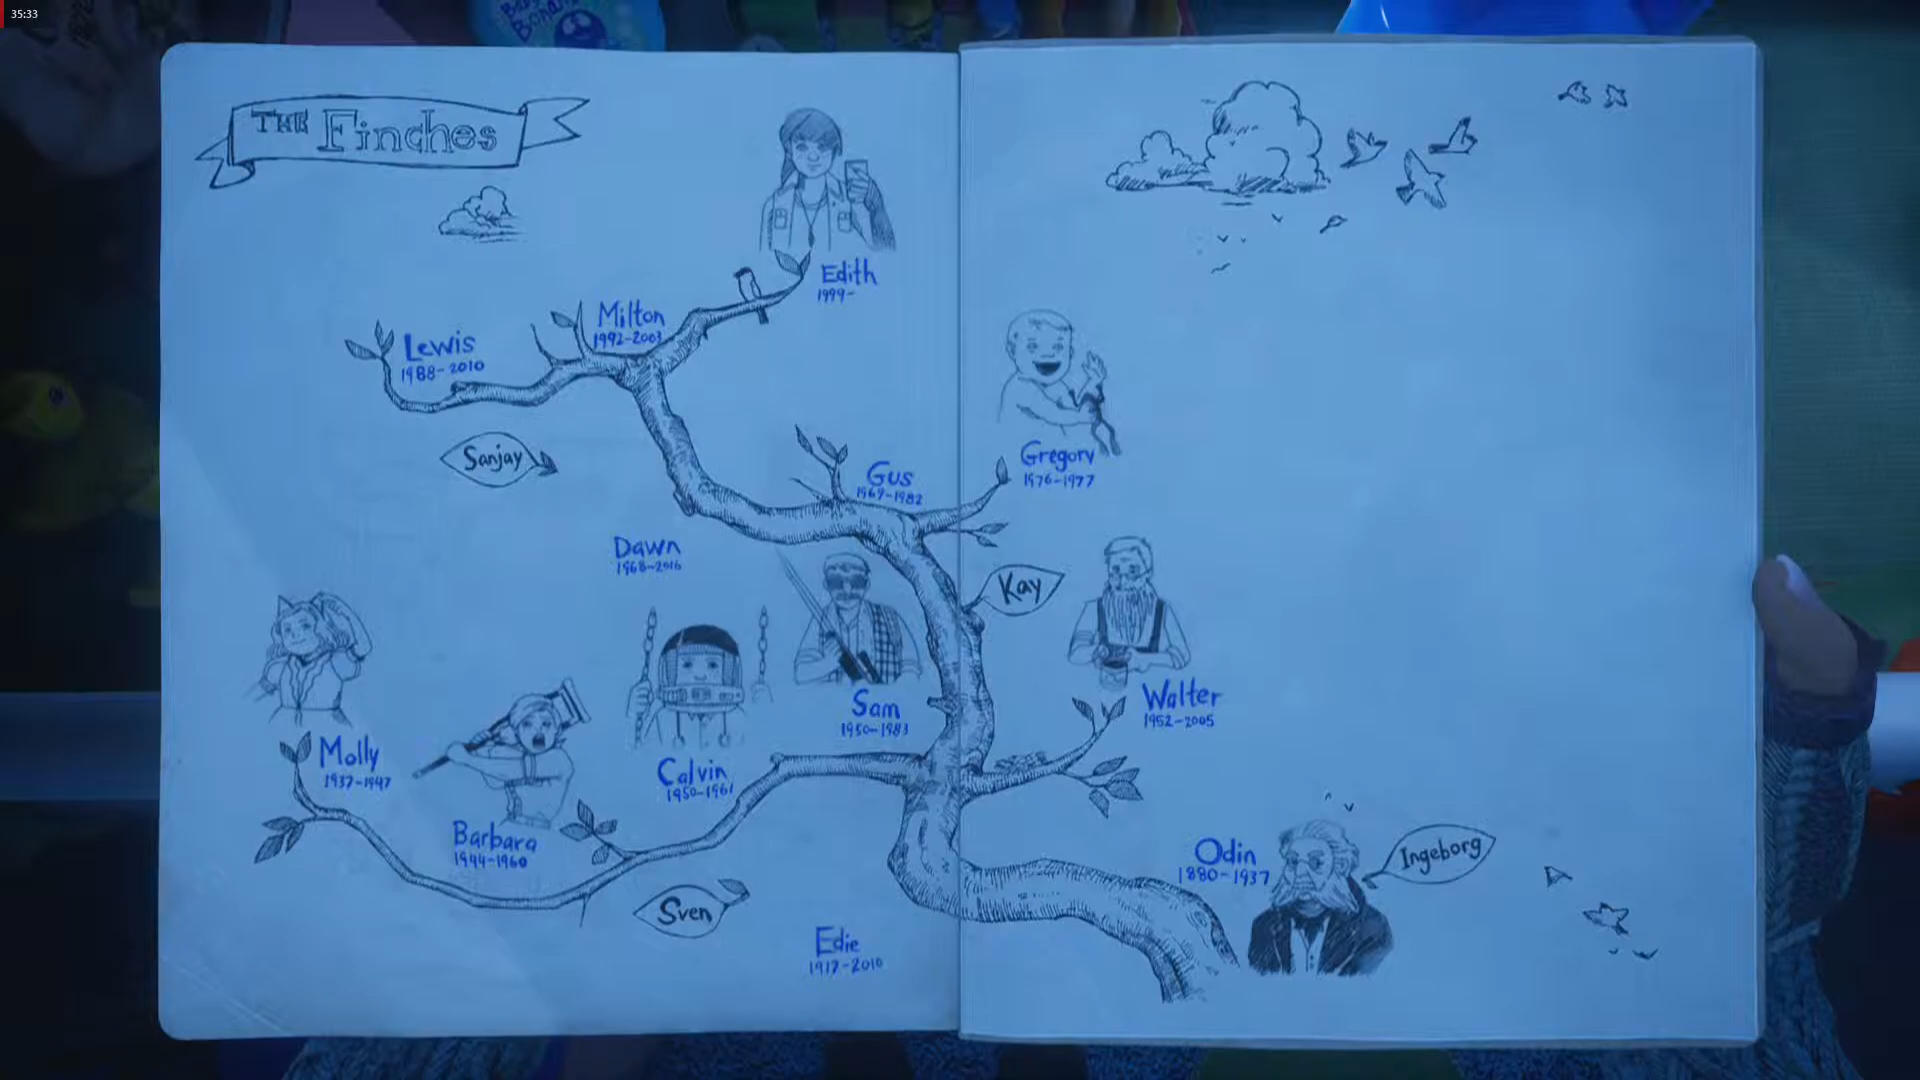 35:33
Baby
THE Finches
Edith
1999-
Milton
1992-2003
Lewis
1988-2010
Sanjay
Gus
1969-1982
Gregory
1976-1977
Dawn
1968-2016
Kay
Sam
1950-1983
Walter
1952-2005
Molly
1937-1947
Calvin
1950-1961
Barbara
1944-1960
Sven
Edie
1917-2010
Odin
1880-1937
Ingeborg